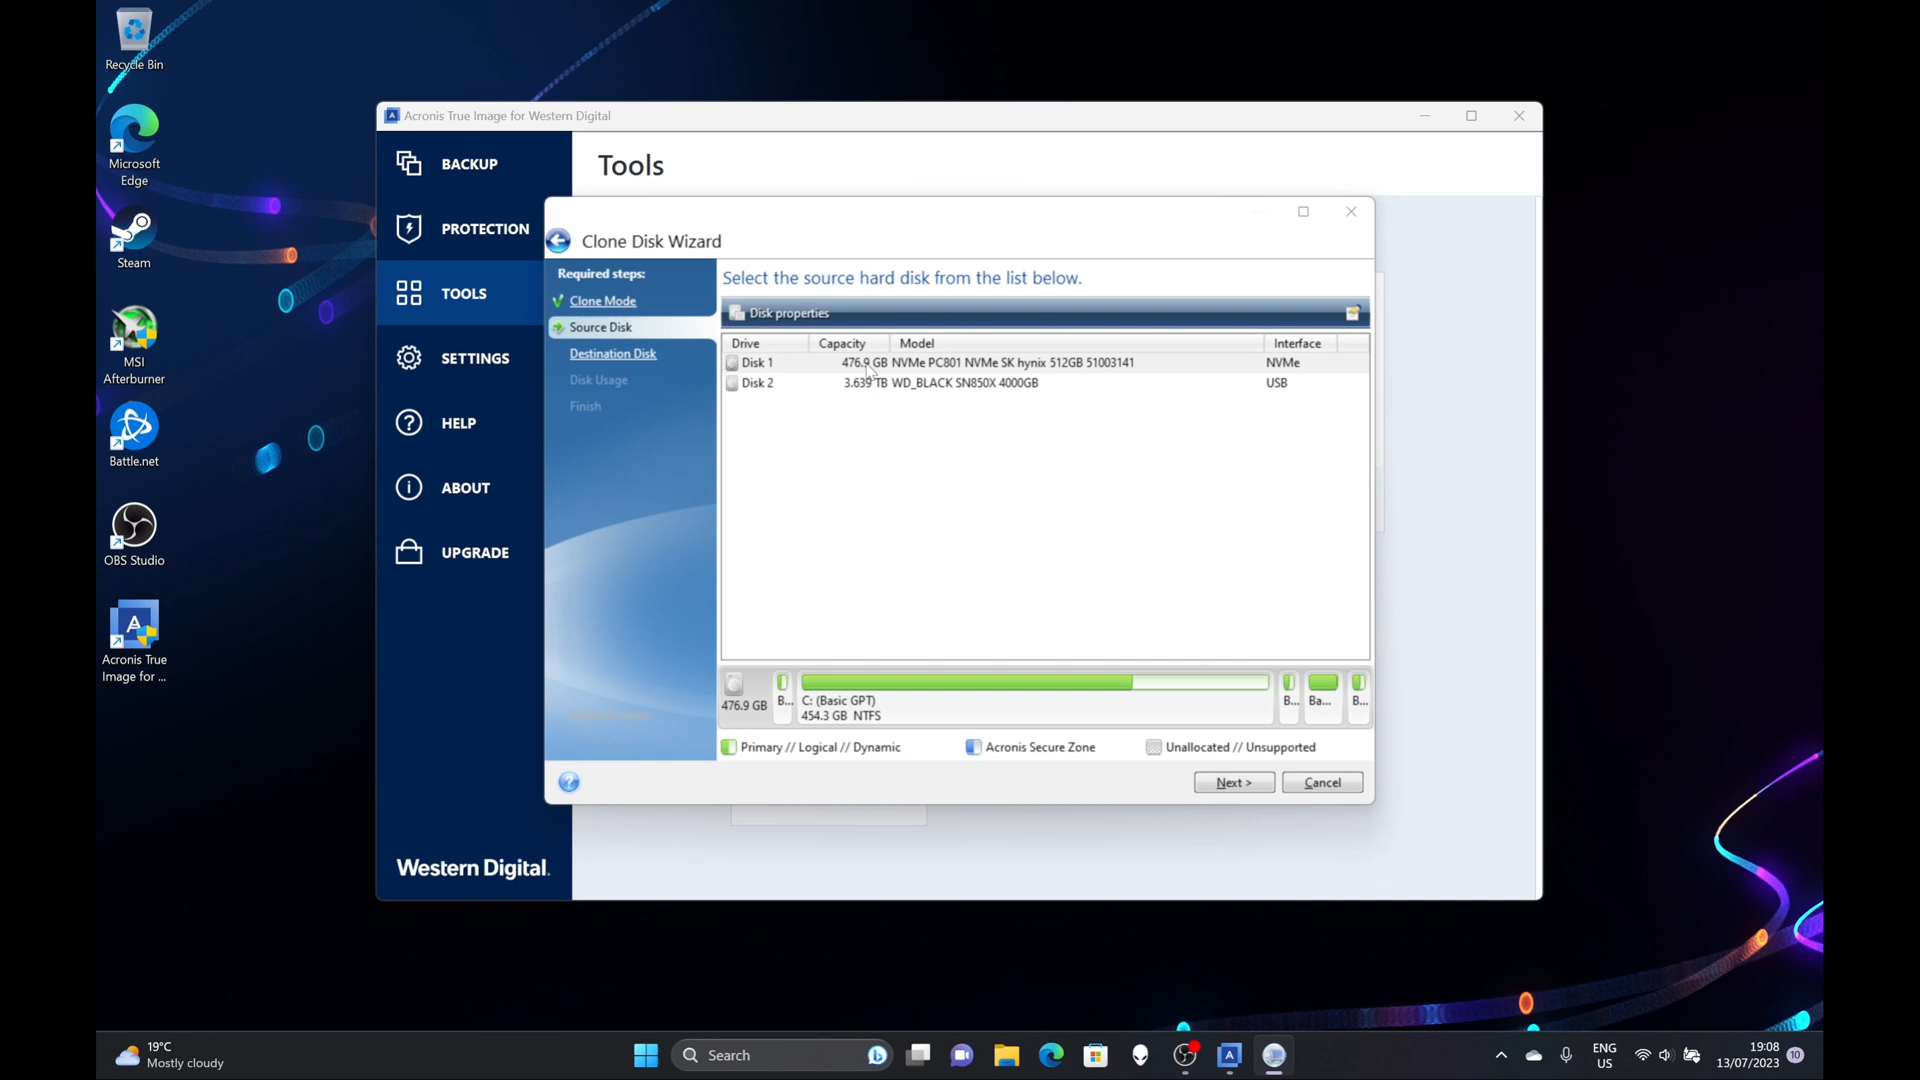 Recycle Bin
Microsoft
Edge
Steam
MSI
Afterburner
Battle.net
OBS Studio
Acronis True
Image for ...
Acronis True Image for Western Digital
BACKUP
PROTECTION
TOOLS
SETTINGS
HELP
ABOUT
UPGRADE
Western Digital.
Tools
Clone Disk Wizard
Required steps:
Clone Mode
Source Disk
Destination Disk
Disk Usage
Finish
Select the source hard disk from the list below.
Disk properties
Drive Capacity Model Interface
Disk 1 476.9 GB NVMe PC801 NVMe SK hynix 512GB 51003141 NVMe
Disk 2 3.639 TB WD_BLACK SN850X 4000GB USB
476.9 GB
B...
C: (Basic GPT)
454.3 GB NTFS
B...
Ba...
B...
Primary // Logical // Dynamic
Acronis Secure Zone
Unallocated // Unsupported
Next >
Cancel
19°C
Mostly cloudy
Search
ENG
US
19:08
13/07/2023
10